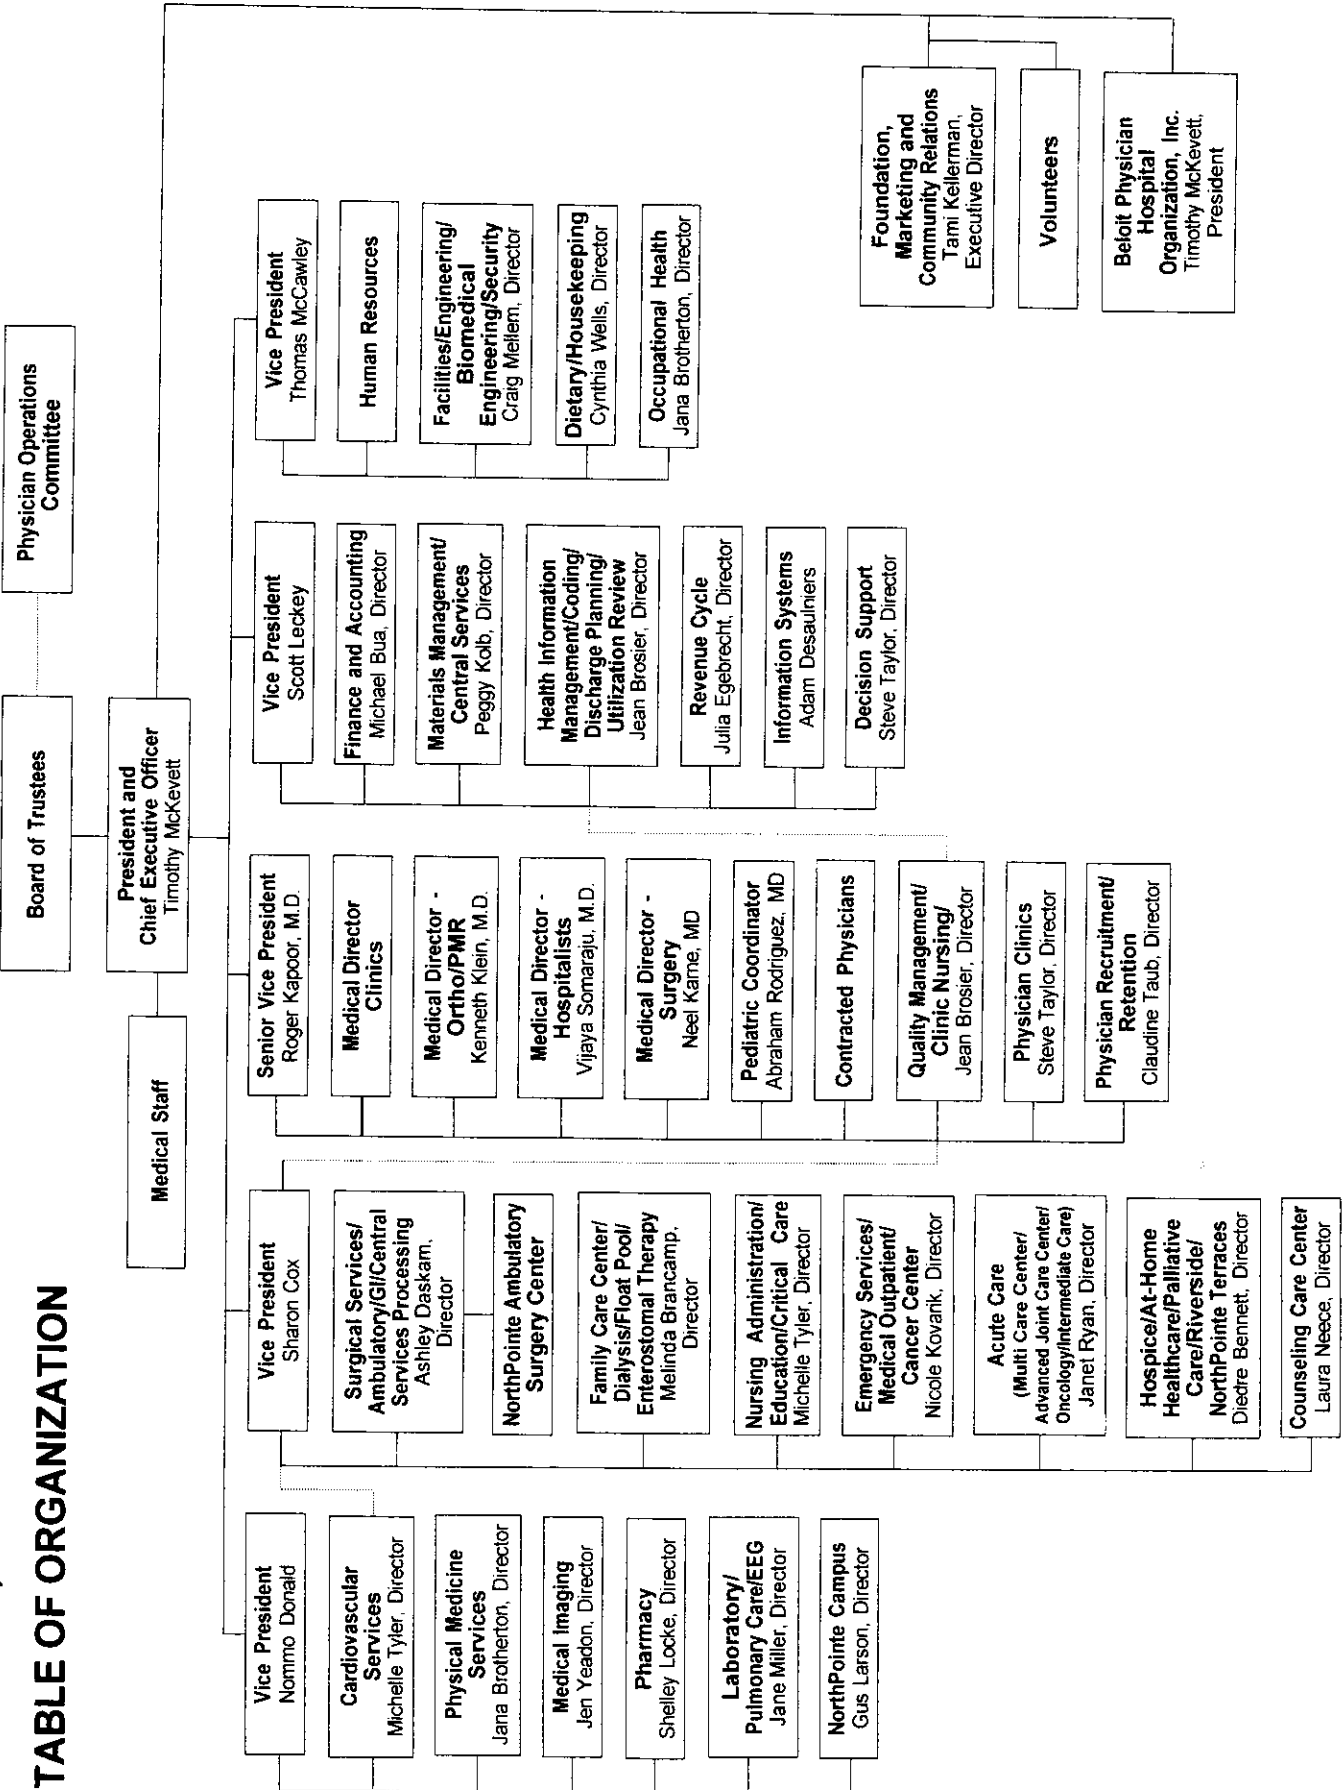 TABLE OF ORGANIZATION
Board of Trustees
Physician Operations
Committee
President and
Chief Executive Officer
Timothy McKevett
Medical Staff
Vice President
Nommo Donald
Cardiovascular
Services
Michelle Tyler, Director
Physical Medicine
Services
Jana Brotherton, Director
Medical Imaging
Jen Yeadon, Director
Pharmacy
Shelley Locke, Director
Laboratory/
Pulmonary Care/EEG
Jane Miller, Director
NorthPointe Campus
Gus Larson, Director
Vice President
Sharon Cox
Surgical Services/
Ambulatory/GI/Central
Services Processing
Ashley Daskam,
Director
NorthPointe Ambulatory
Surgery Center
Family Care Center/
Dialysis/Float Pool/
Enterostomal Therapy
Melinda Brancamp,
Director
Nursing Administration/
Education/Critical Care
Michelle Tyler, Director
Emergency Services/
Medical Outpatient/
Cancer Center
Nicole Kovarik, Director
Acute Care
(Multi Care Center/
Advanced Joint Care Center/
Oncology/Intermediate Care)
Janet Ryan, Director
Hospice/At-Home
Healthcare/Palliative
Care/Riverside/
NorthPointe Terraces
Diedre Bennett, Director
Counseling Care Center
Laura Neece, Director
Senior Vice President
Roger Kapoor, M.D.
Medical Director
Clinics
Medical Director -
Ortho/PMR
Kenneth Klein, M.D.
Medical Director -
Hospitalists
Vijaya Somaraju, M.D.
Medical Director -
Surgery
Neel Karne, MD
Pediatric Coordinator
Abraham Rodriguez, MD
Contracted Physicians
Quality Management/
Clinic Nursing/
Jean Brosier, Director
Physician Clinics
Steve Taylor, Director
Physician Recruitment/
Retention
Claudine Taub, Director
Vice President
Scott Leckey
Finance and Accounting
Michael Bua, Director
Materials Management/
Central Services
Peggy Kolb, Director
Health Information
Management/Coding/
Discharge Planning/
Utilization Review
Jean Brosier, Director
Revenue Cycle
Julia Egebrecht, Director
Information Systems
Adam Desaulniers
Decision Support
Steve Taylor, Director
Vice President
Thomas McCawley
Human Resources
Facilities/Engineering/
Biomedical
Engineering/Security
Craig Mellem, Director
Dietary/Housekeeping
Cynthia Wells, Director
Occupational Health
Jana Brotherton, Director
Foundation,
Marketing and
Community Relations
Tami Kellerman,
Executive Director
Volunteers
Beloit Physician
Hospital
Organization, Inc.
Timothy McKevett,
President